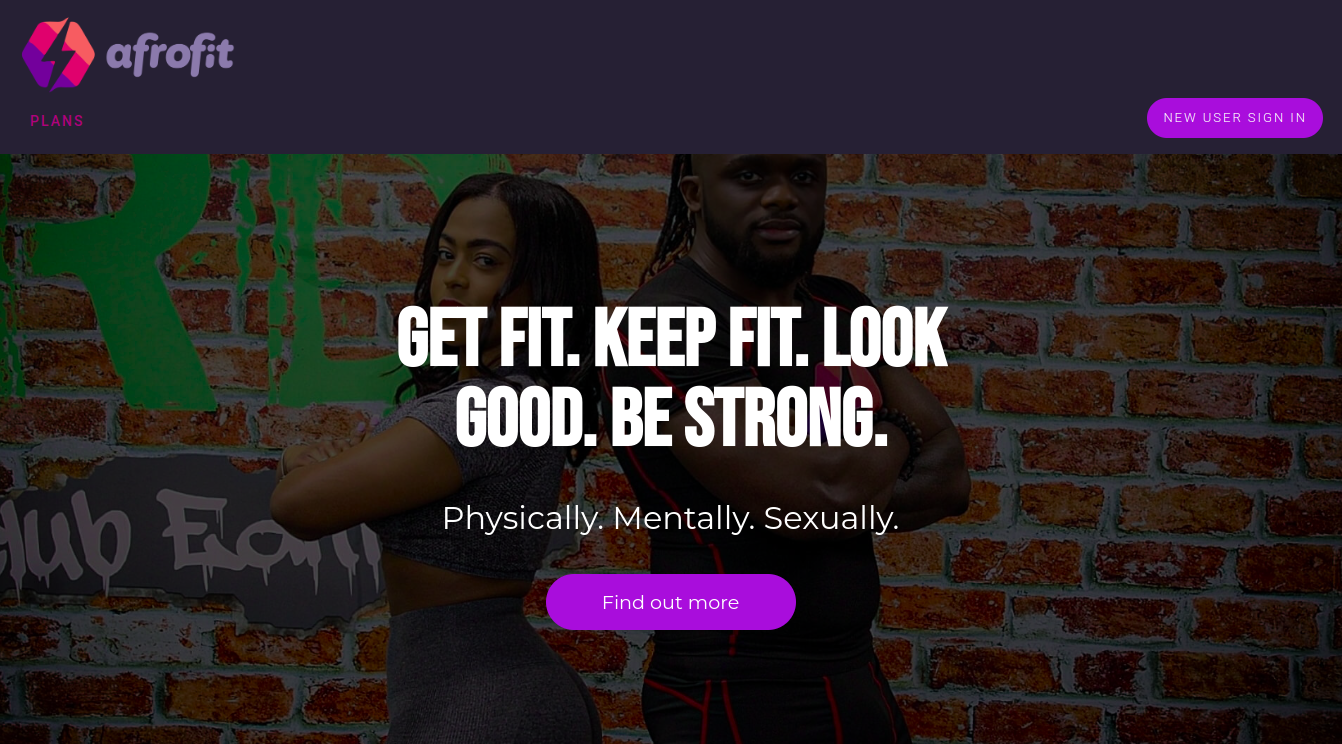 afrofit
PLANS
NEW USER SIGN IN
GET FIT. KEEP FIT. LOOK
GOOD. BE STRONG.
Physically. Mentally. Sexually.
Find out more